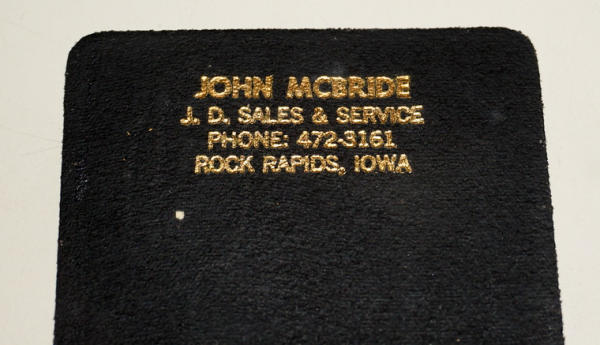 JOHN MCBRIDE
J. D. SALES & SERVICE
PHONE: 472-3161
ROCK RAPIDS, IOWA